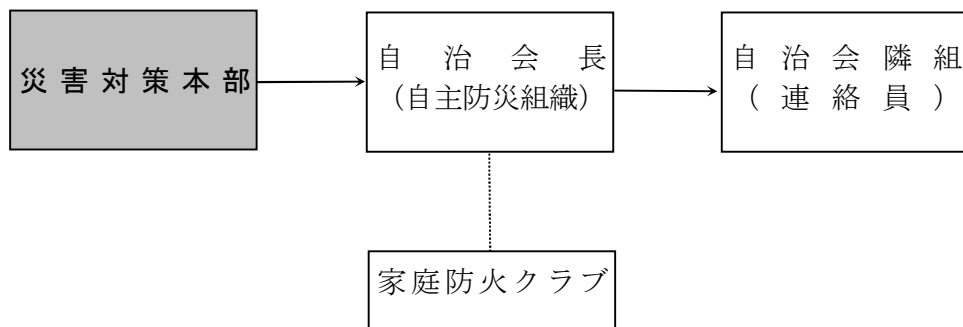 災害対策本部
自治会長
(自主防災組織)
自治会隣組
(連絡員)
家庭防火クラブ